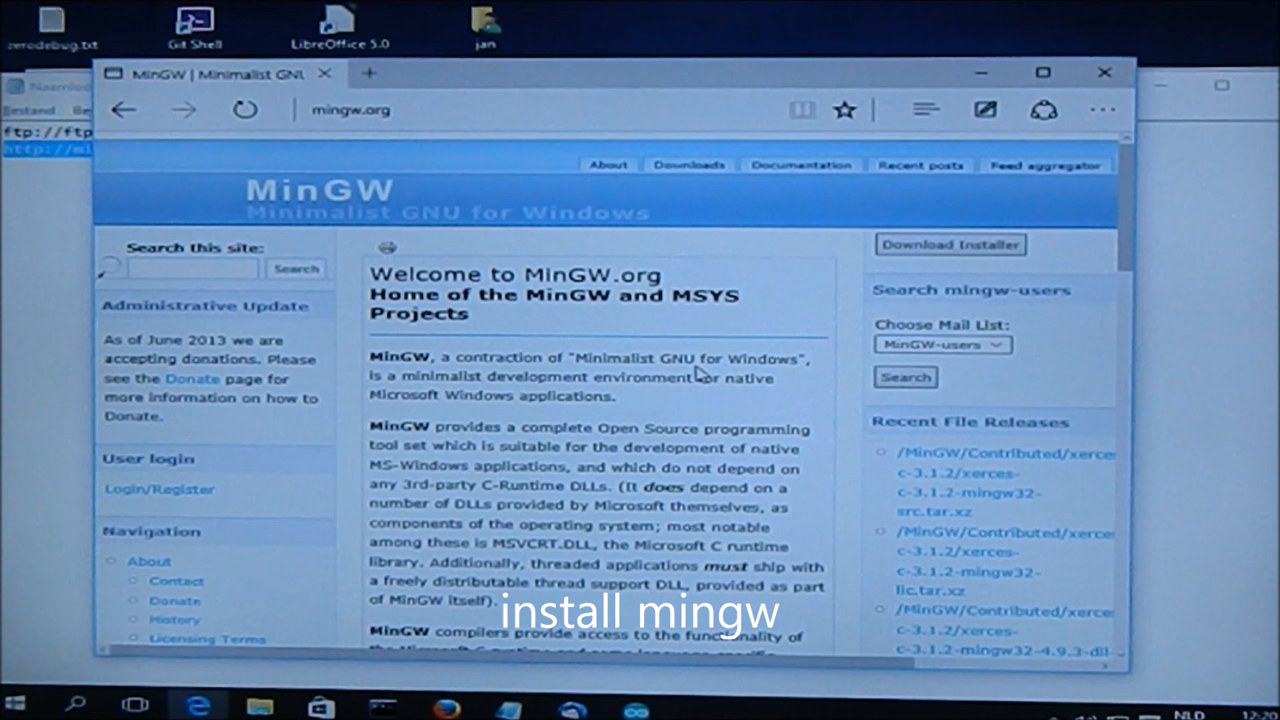 zerodebug.txt
Git Shell
LibreOffice 5.0
jan
MinGW | Minimalist GNU
mingw.org
Bestand
ftp://ftp
http://mi
About
Downloads
Documentation
Recent posts
Feed aggregator
MinGW
Minimalist GNU for Windows
Search this site:
Search
Administrative Update
As of June 2013 we are
accepting donations. Please
see the Donate page for
more information on how to
Donate.
User login
Login/Register
Navigation
About
Contact
Donate
History
Licensing Terms
Welcome to MinGW.org
Home of the MinGW and MSYS
Projects
MinGW, a contraction of "Minimalist GNU for Windows",
is a minimalist development environment for native
Microsoft Windows applications.
MinGW provides a complete Open Source programming
tool set which is suitable for the development of native
MS-Windows applications, and which do not depend on
any 3rd-party C-Runtime DLLs. (It does depend on a
number of DLLs provided by Microsoft themselves, as
components of the operating system; most notable
among these is MSVCRT.DLL, the Microsoft C runtime
library. Additionally, threaded applications must ship with
a freely distributable thread support DLL, provided as part
of MinGW itself).
MinGW compilers provide access to the functionality of
Download Installer
Search mingw-users
Choose Mail List:
MinGW-users
Search
Recent File Releases
/MinGW/Contributed/xerces
c-3.1.2/xerces-
c-3.1.2-mingw32-
src.tar.xz
/MinGW/Contributed/xerces
c-3.1.2/xerces-
c-3.1.2-mingw32-
lic.tar.xz
/MinGW/Contributed/xerces
c-3.1.2/xerces-
c-3.1.2-mingw32-4.9.3-dll-
install mingw
NLD